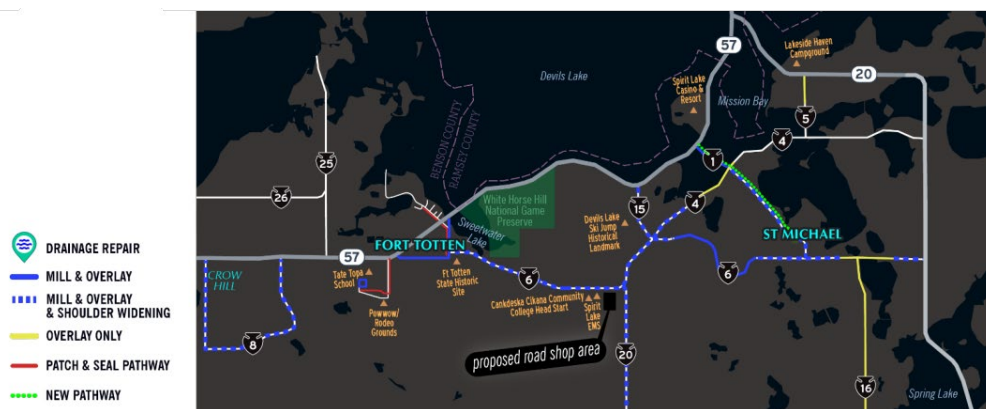 57
Lakeside Haven
Campground
20
Devils Lake
Spirit Lake
Casino &
Resort
Mission Bay
5
4
1
BENSON COUNTY
RAMSEY COUNTY
25
26
White Horse Hill
National Game
Preserve
15
4
Sweetwater
Lake
Devils Lake
Ski Jump
Historical
Landmark
ST MICHAEL
FORT TOTTEN
57
CROW
HILL
Tate Topa
School
Ft Totten
State Historic
Site
6
6
Powwow/
Rodeo
Grounds
Cankdeska Cikana Community
College Head Start
Spirit
Lake
EMS
8
proposed road shop area
20
16
Spring Lake
DRAINAGE REPAIR
MILL & OVERLAY
MILL & OVERLAY
& SHOULDER WIDENING
OVERLAY ONLY
PATCH & SEAL PATHWAY
NEW PATHWAY